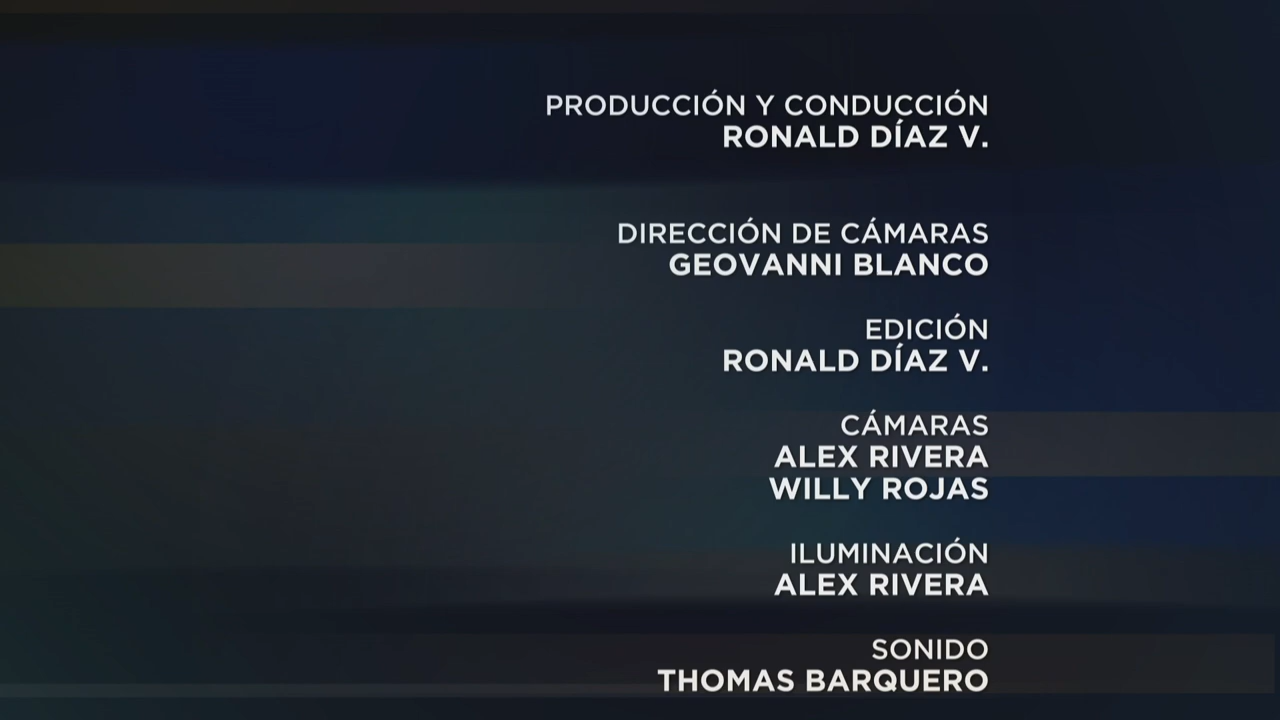 PRODUCCIÓN Y CONDUCCIÓN
RONALD DÍAZ V.
DIRECCIÓN DE CÁMARAS
GEOVANNI BLANCO
EDICIÓN
RONALD DÍAZ V.
CÁMARAS
ALEX RIVERA
WILLY ROJAS
ILUMINACIÓN
ALEX RIVERA
SONIDO
THOMAS BARQUERO